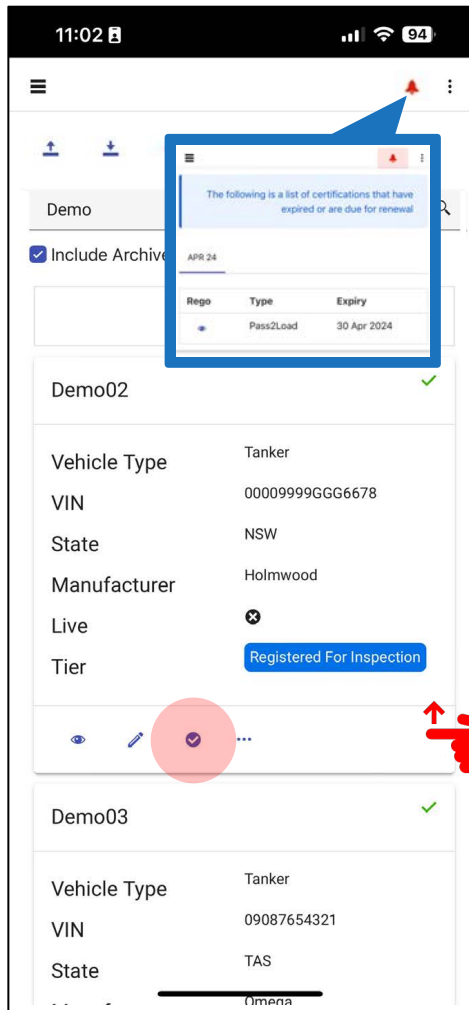 11:02
94
Demo
Include Archive
The following is a list of certifications that have
expired or are due for renewal
APR 24
Rego Type Expiry
Pass2Load 30 Apr 2024
Demo02
Vehicle Type Tanker
VIN 00009999GGG6678
State NSW
Manufacturer Holmwood
Live
Tier Registered For Inspection
Demo03
Vehicle Type Tanker
VIN 09087654321
State TAS
Omega